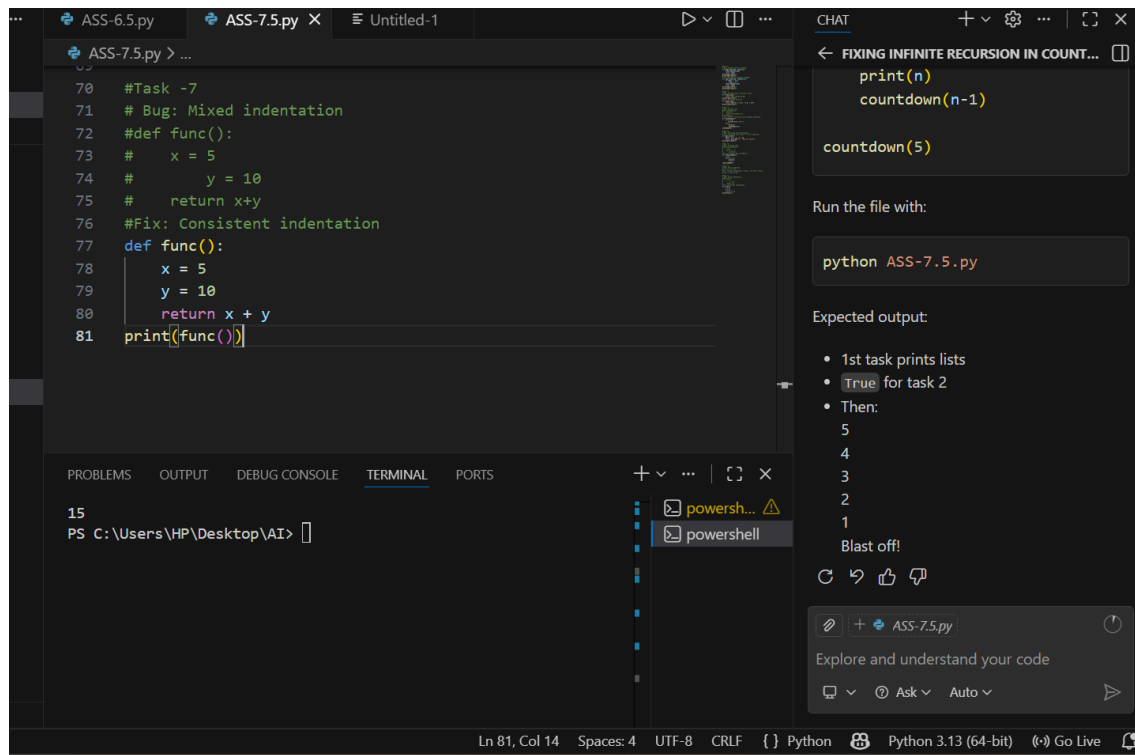 ASS-6.5.py ASS-7.5.py Untitled-1
ASS-7.5.py > ...
69
70 #Task -7
71 # Bug: Mixed indentation
72 #def func():
73 #    x = 5
74 #        y = 10
75 #    return x+y
76 #Fix: Consistent indentation
77 def func():
78     x = 5
79     y = 10
80     return x + y
81 print(func())
PROBLEMS OUTPUT DEBUG CONSOLE TERMINAL PORTS
15
PS C:\Users\HP\Desktop\AI>
powersh...
powershell
CHAT
FIXING INFINITE RECURSION IN COUNT...
print(n)
countdown(n-1)
countdown(5)
Run the file with:
python ASS-7.5.py
Expected output:
• 1st task prints lists
• True for task 2
• Then:
5
4
3
2
1
Blast off!
+ ASS-7.5.py
Explore and understand your code
Ask Auto
Ln 81, Col 14 Spaces: 4 UTF-8 CRLF { } Python Python 3.13 (64-bit) Go Live